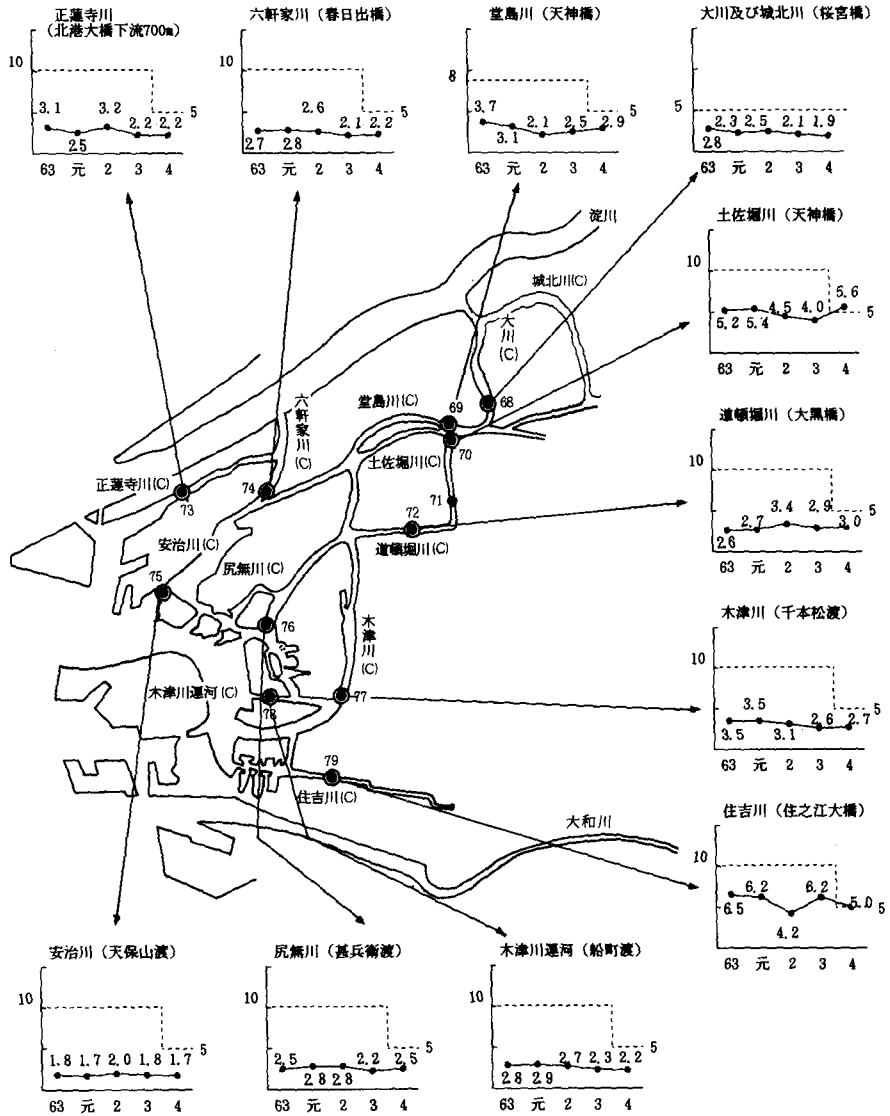 正蓮寺川
(北港大橋下流700m)
10
5
3.1 2.5 3.2 2.2 2.2
63 元 2 3 4
六軒家川(春日出橋)
10
5
2.7 2.8 2.6 2.1 2.2
63 元 2 3 4
堂島川(天神橋)
8
5
3.7 3.1 2.1 2.5 2.9
63 元 2 3 4
大川及び城北川(桜宮橋)
5
2.8 2.3 2.5 2.1 1.9
63 元 2 3 4
土佐堀川(天神橋)
10
5
5.2 5.4 4.5 4.0 5.6
63 元 2 3 4
道頓堀川(大黒橋)
10
5
2.6 2.7 3.4 2.9 3.0
63 元 2 3 4
木津川(千本松渡)
10
5
3.5 3.5 3.1 2.6 2.7
63 元 2 3 4
住吉川(住之江大橋)
10
5
6.5 6.2 4.2 6.2 5.0
63 元 2 3 4
淀川
城北川(C)
大川(C)
68
堂島川(C)
69
六軒家川(C)
土佐堀川(C)
70
正蓮寺川(C)
73
74
71
72
安治川(C)
道頓堀川(C)
尻無川(C)
75
76
木津川(C)
木津川運河(C)
78
77
79
住吉川(C)
大和川
安治川(天保山渡)
10
5
1.8 1.7 2.0 1.8 1.7
63 元 2 3 4
尻無川(甚兵衛渡)
10
5
2.5 2.8 2.8 2.2 2.5
63 元 2 3 4
木津川運河(船町渡)
10
5
2.8 2.9 2.7 2.3 2.2
63 元 2 3 4